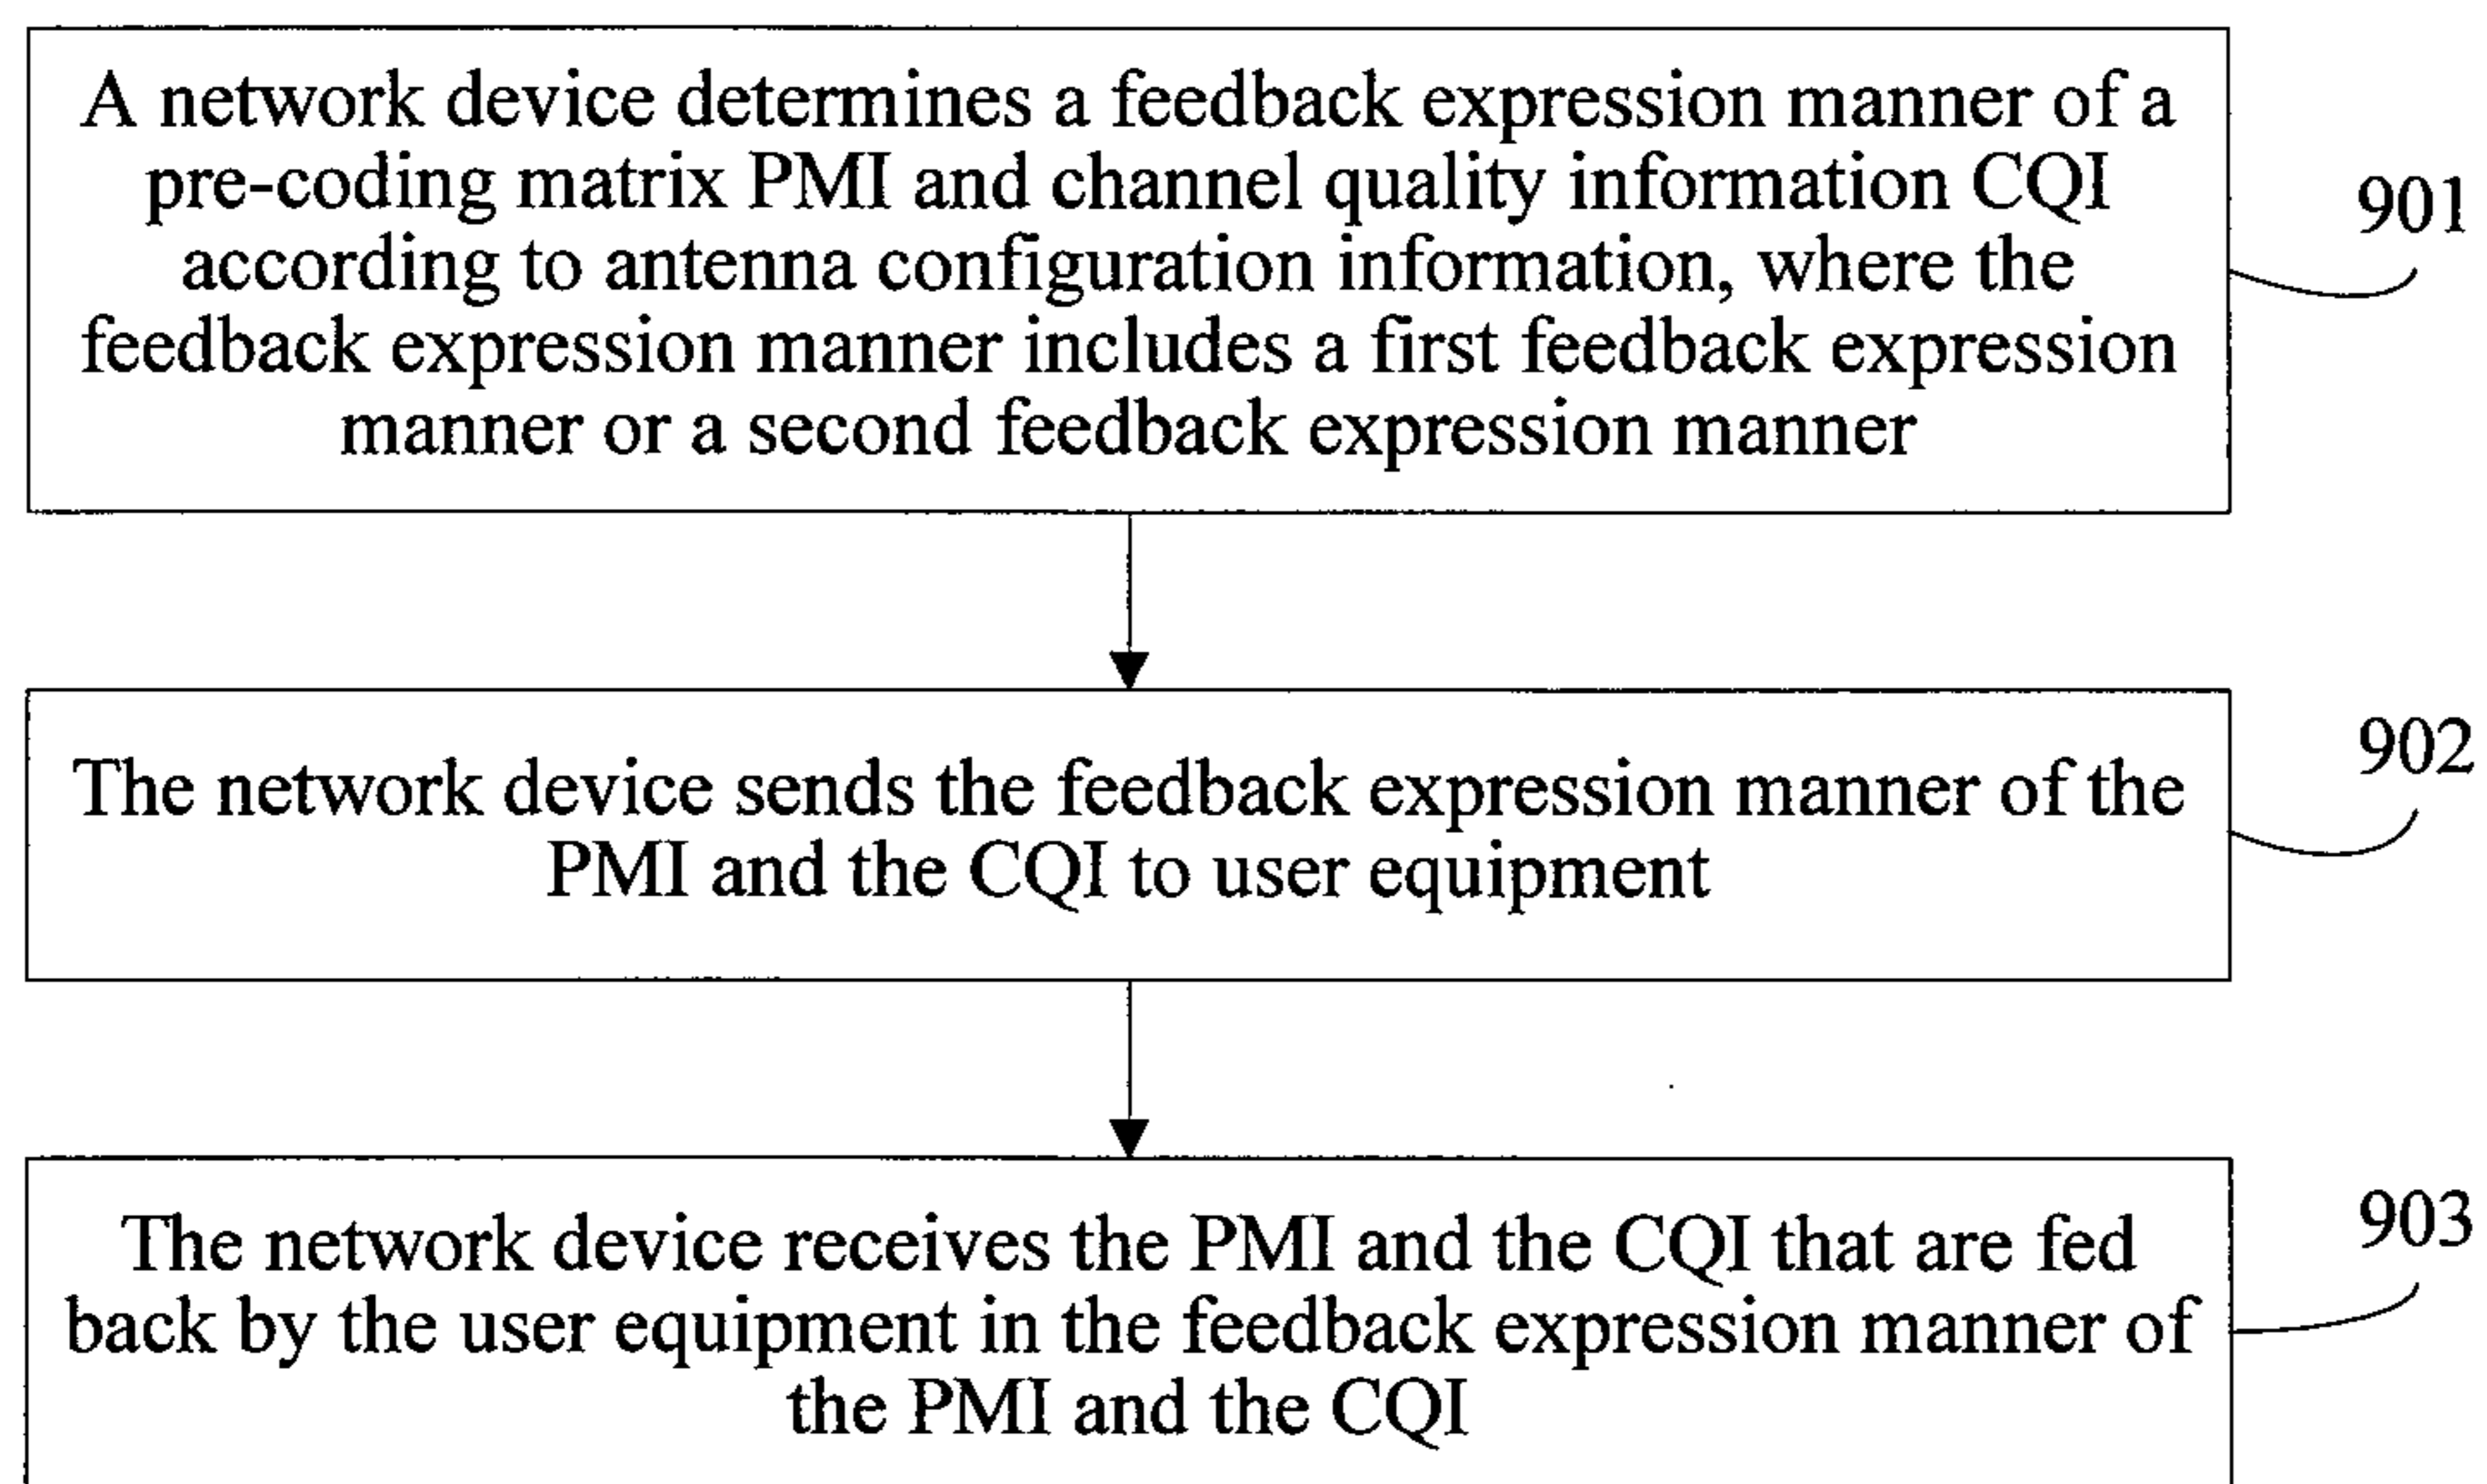 A network device determines a feedback expression manner of a
pre-coding matrix PMI and channel quality information CQI
according to antenna configuration information, where the
feedback expression manner includes a first feedback expression
manner or a second feedback expression manner
901
The network device sends the feedback expression manner of the
PMI and the CQI to user equipment
902
The network device receives the PMI and the CQI that are fed
back by the user equipment in the feedback expression manner of
the PMI and the CQI
903